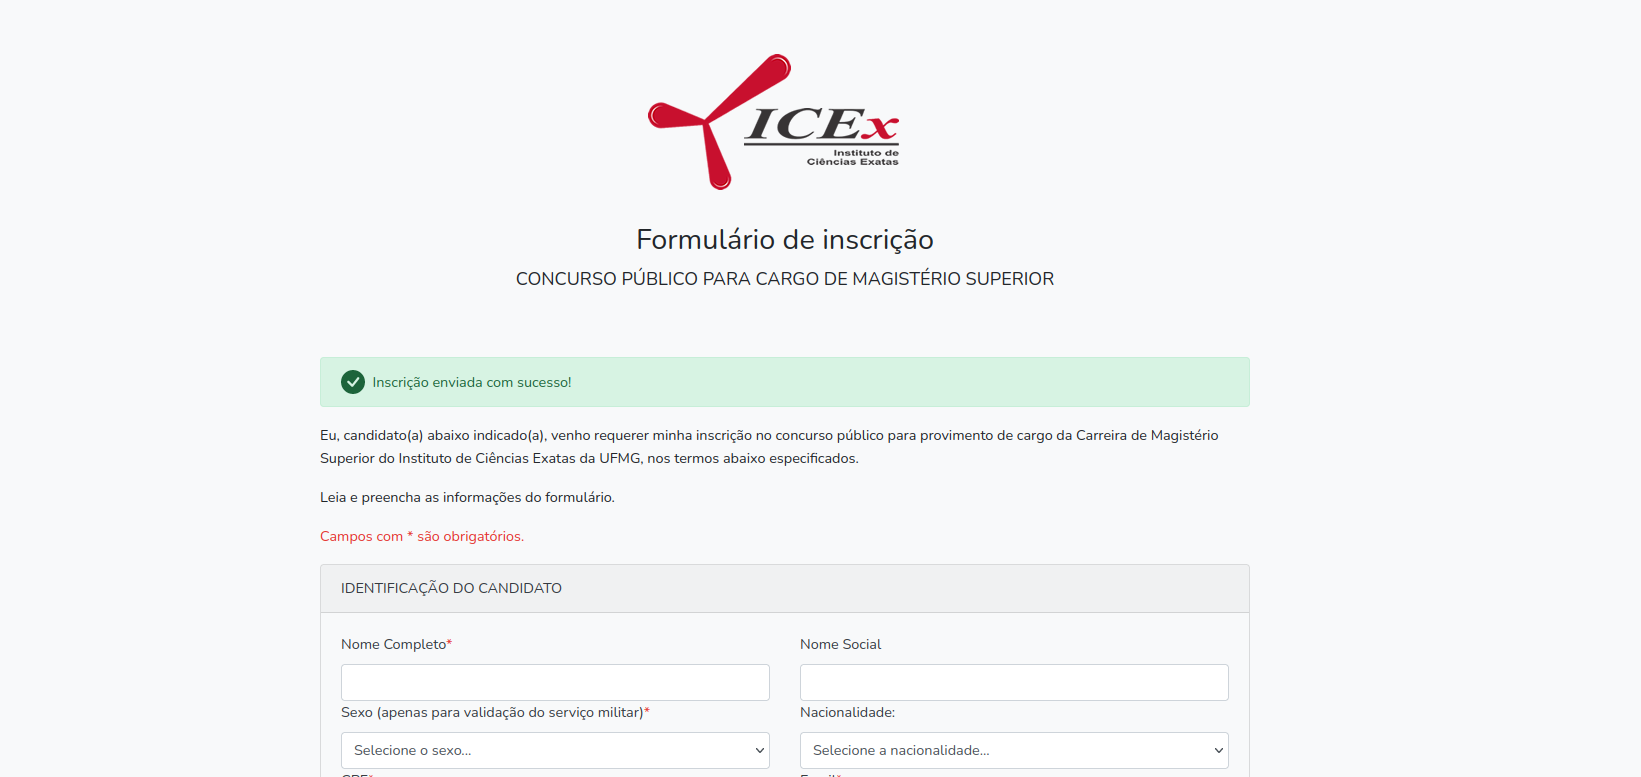 ICEx
Instituto de
Ciências Exatas
Formulário de inscrição
CONCURSO PÚBLICO PARA CARGO DE MAGISTÉRIO SUPERIOR
Inscrição enviada com sucesso!
Eu, candidato(a) abaixo indicado(a), venho requerer minha inscrição no concurso público para provimento de cargo da Carreira de Magistério
Superior do Instituto de Ciências Exatas da UFMG, nos termos abaixo especificados.
Leia e preencha as informações do formulário.
Campos com * são obrigatórios.
IDENTIFICAÇÃO DO CANDIDATO
Nome Completo* Nome Social
Sexo (apenas para validação do serviço militar)* Nacionalidade:
Selecione o sexo... Selecione a nacionalidade...